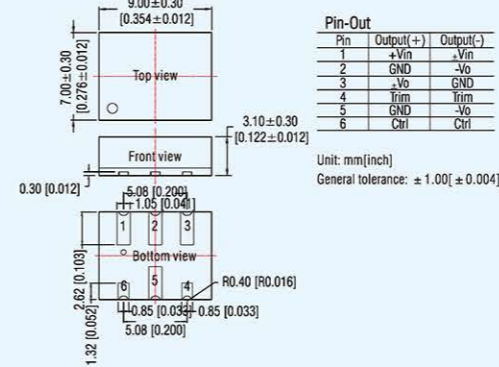 9.00±0.30
[0.354±0.012]
7.00±0.30
[0.276±0.012]
Top view
3.10±0.30
[0.122±0.012]
Front view
0.30 [0.012]
5.08 [0.200]
1.05 [0.041]
1 2 3
Bottom view
6 5 4
R0.40 [R0.016]
2.62 [0.103]
0.85 [0.033] 0.85 [0.033]
5.08 [0.200]
1.32 [0.052]
Pin-Out
Pin Output(+) Output(-)
1 +Vin ±Vin
2 GND -Vo
3 ±Vo GND
4 Trim Trim
5 GND -Vo
6 Ctrl Ctrl
Unit: mm[inch]
General tolerance: ±1.00[±0.004]